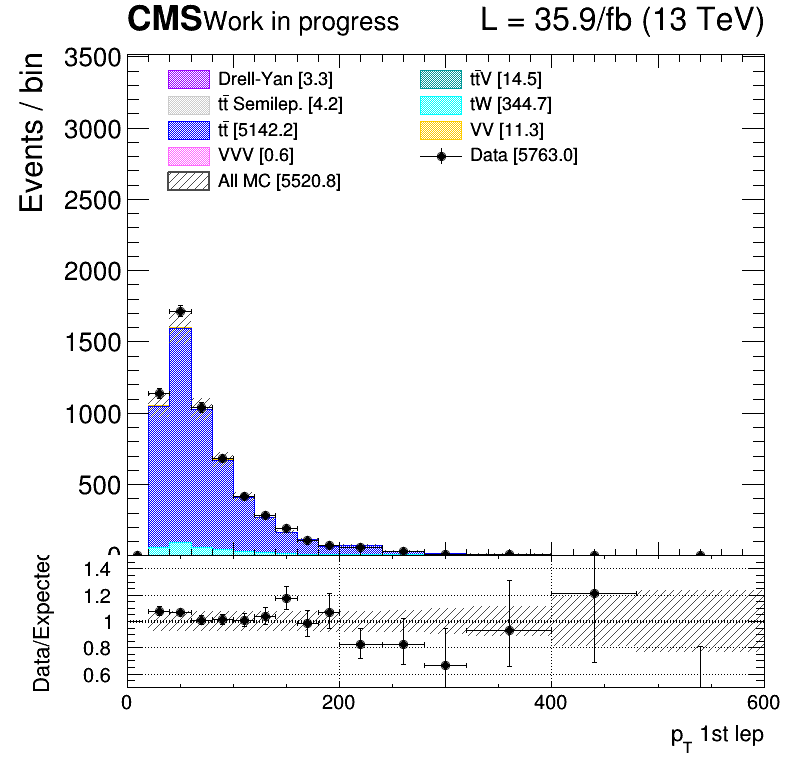 CMS Work in progress L = 35.9/fb (13 TeV)
Events / bin
3500
3000
2500
2000
1500
1000
500
0
Drell-Yan [3.3]
tt̄ Semilep. [4.2]
tt̄ [5142.2]
VVV [0.6]
All MC [5520.8]
tt̄V [14.5]
tW [344.7]
VV [11.3]
Data [5763.0]
Data/Expected
1.4
1.2
1
0.8
0.6
0 200 400 600
p_T 1st lep